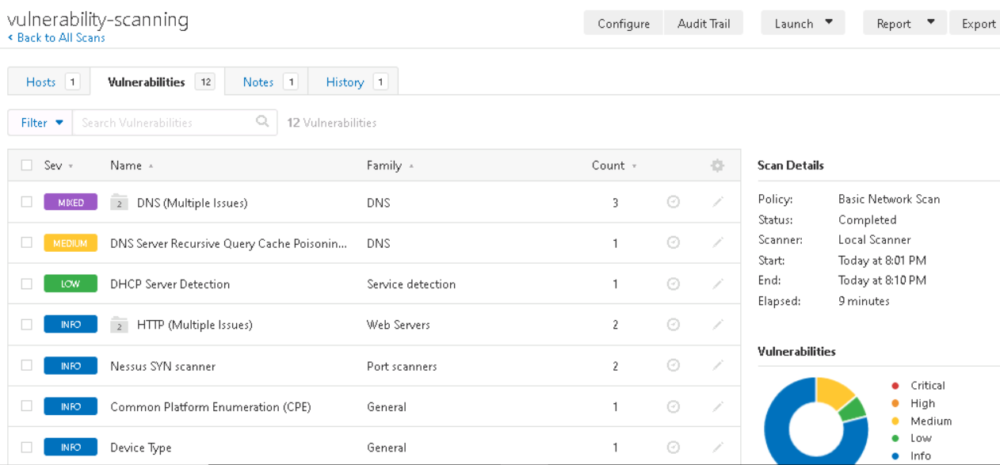 vulnerability-scanning
‹ Back to All Scans
Configure Audit Trail Launch Report Export
Hosts 1 Vulnerabilities 12 Notes 1 History 1
Filter Search Vulnerabilities 12 Vulnerabilities
Sev Name Family Count
MIXED 2 DNS (Multiple Issues) DNS 3
MEDIUM DNS Server Recursive Query Cache Poisonin... DNS 1
LOW DHCP Server Detection Service detection 1
INFO 2 HTTP (Multiple Issues) Web Servers 2
INFO Nessus SYN scanner Port scanners 2
INFO Common Platform Enumeration (CPE) General 1
INFO Device Type General 1
Scan Details
Policy: Basic Network Scan
Status: Completed
Scanner: Local Scanner
Start: Today at 8:01 PM
End: Today at 8:10 PM
Elapsed: 9 minutes
Vulnerabilities
Critical
High
Medium
Low
Info